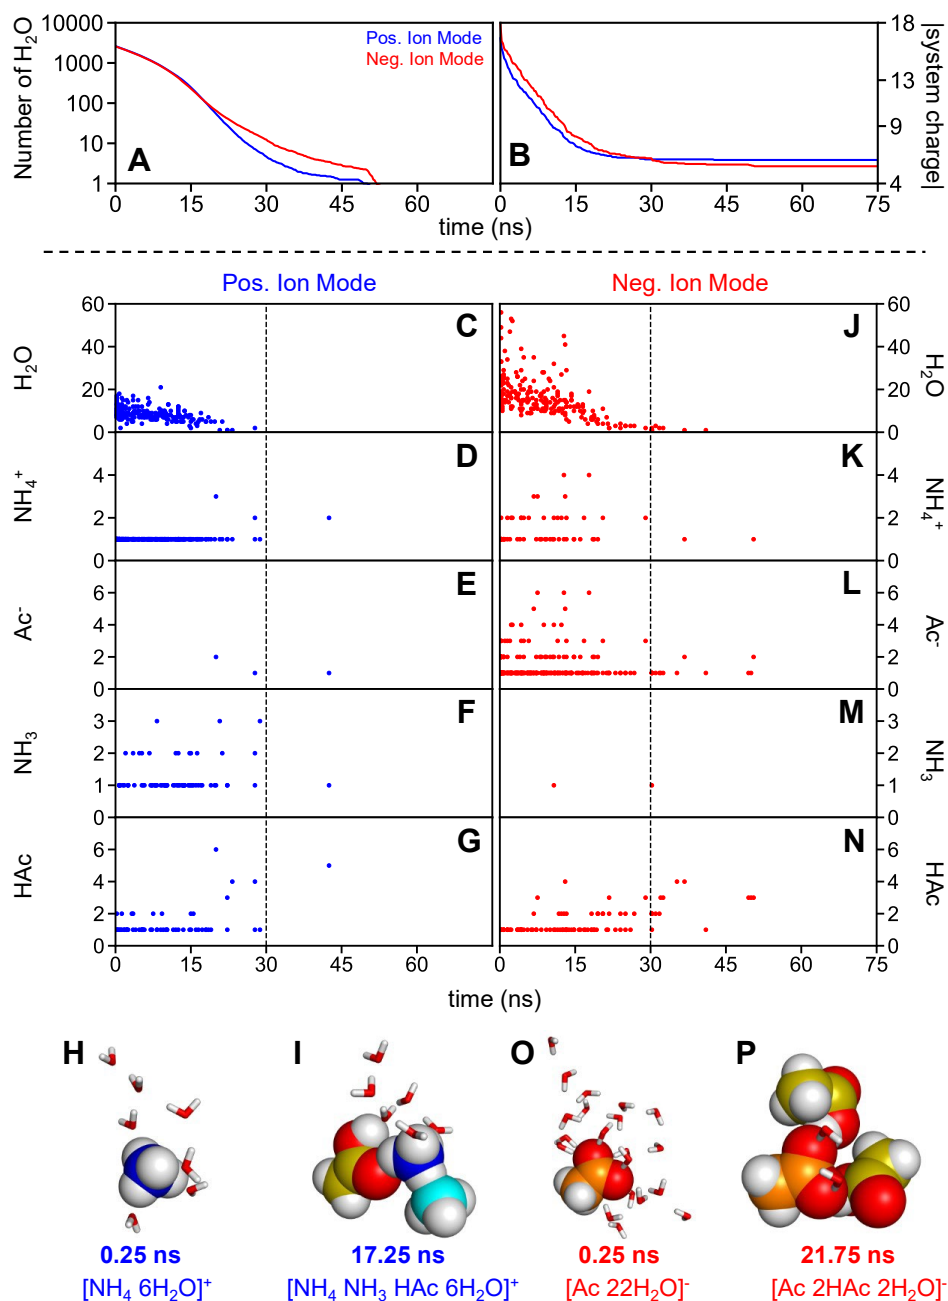 Number of H2O
10000
1000
100
10
1
A
Pos. Ion Mode
Neg. Ion Mode
0 15 30 45 60
time (ns)
B
18
13
9
4
|system charge|
0 15 30 45 60 75
time (ns)
Pos. Ion Mode
Neg. Ion Mode
H2O
60
40
20
0
C
J
60
40
20
0
H2O
NH4+
4
2
0
D
K
4
2
0
NH4+
Ac-
6
4
2
0
E
L
6
4
2
0
Ac-
NH3
3
2
1
0
F
M
3
2
1
0
NH3
HAc
6
4
2
0
G
N
6
4
2
0
HAc
0 15 30 45 60
0 15 30 45 60 75
time (ns)
time (ns)
H I O P
0.25 ns 17.25 ns 0.25 ns 21.75 ns
[NH4 6H2O]+ [NH4 NH3 HAc 6H2O]+ [Ac 22H2O]- [Ac 2HAc 2H2O]-